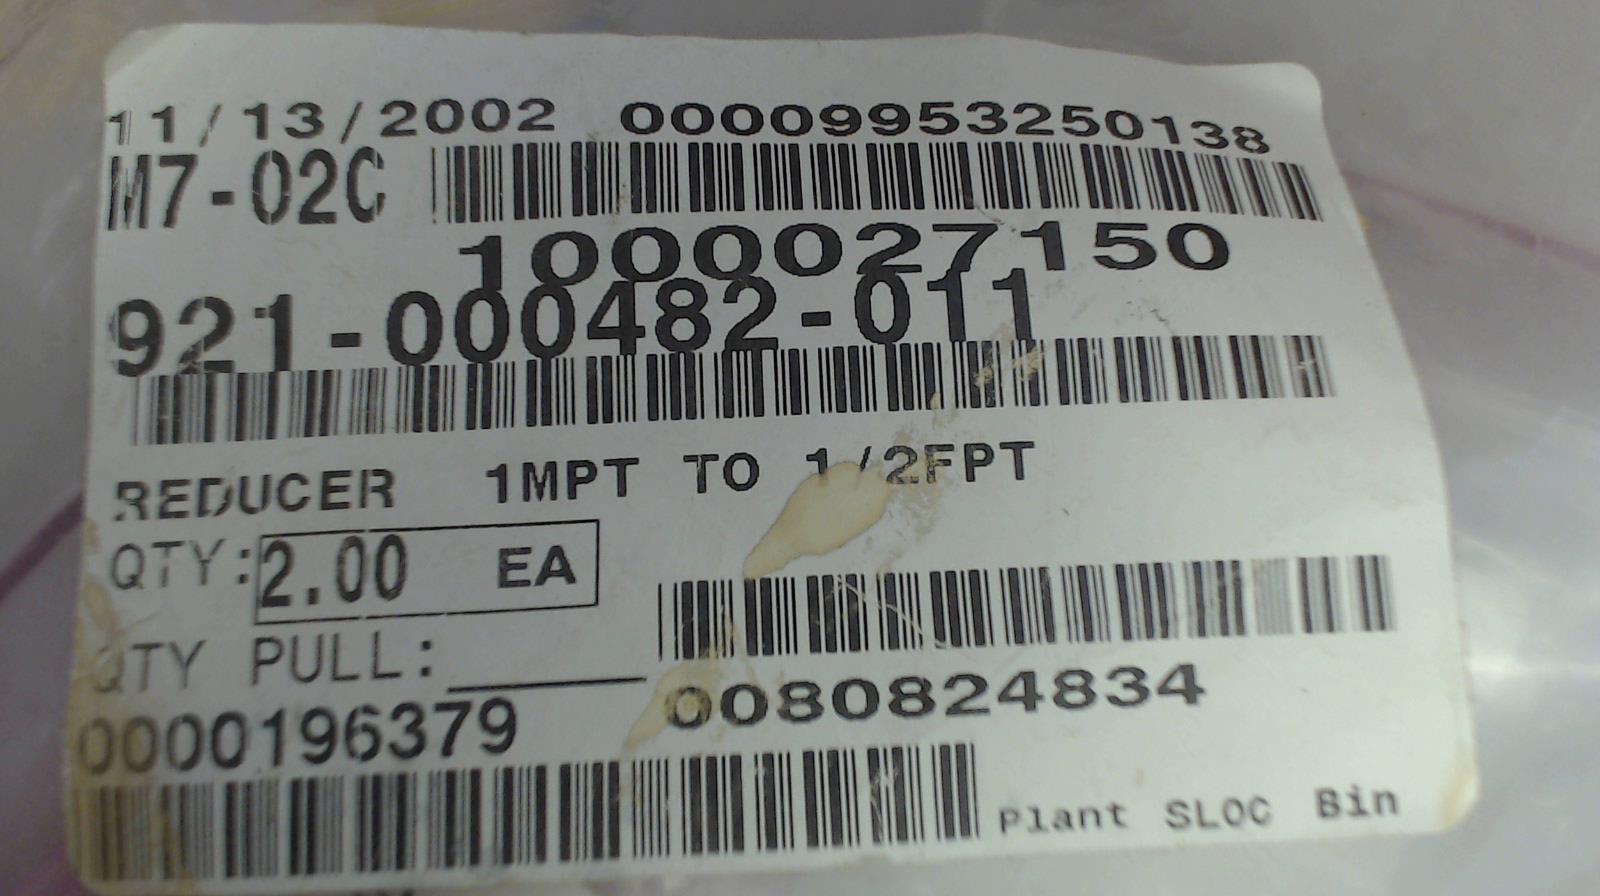 11/13/2002 00009953250138
M7-02C
1000027150
921-000482-011
REDUCER 1MPT TO 1/2FPT
QTY: 2.00 EA
QTY PULL:
0080824834
0000196379
Plant SLOC Bin